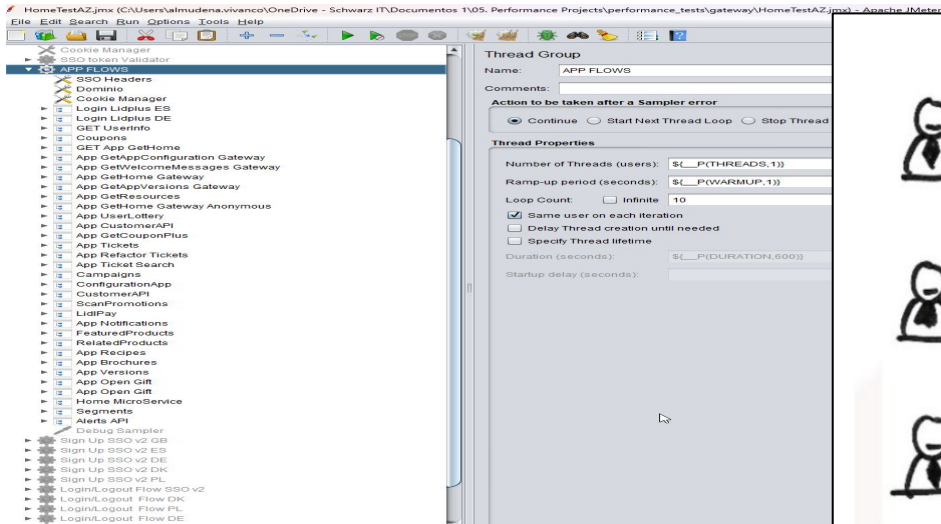 HomeTestAZ.jmx (C:\Users\almudena.vivanco\OneDrive - Schwarz IT\Documentos 1\05. Performance Projects\performance_tests\gateway\HomeTestAZ.jmx) - Apache JMeter
File Edit Search Run Options Tools Help
Cookie Manager
SSO token Validator
APP FLOWS
SSO Headers
Dominio
Cookie Manager
Login Lidplus ES
Login Lidplus DE
GET UserInfo
Coupons
GET App GetHome
App GetAppConfiguration Gateway
App GetWelcomeMessages Gateway
App GetHome Gateway
App GetAppVersions Gateway
App GetResources
App GetHome Gateway Anonymous
App UserLottery
App CustomerAPI
App GetCouponPlus
App Tickets
App Refactor Tickets
App Ticket Search
Campaigns
ConfigurationApp
CustomerAPI
ScanPromotions
LidlPay
App Notifications
FeaturedProducts
RelatedProducts
App Recipes
App Brochures
App Versions
App Open Gift
App Open Gift
Home MicroService
Segments
Alerts API
Debug Sampler
Sign Up SSO v2 GB
Sign Up SSO v2 ES
Sign Up SSO v2 DE
Sign Up SSO v2 DK
Sign Up SSO v2 PL
Login/Logout Flow SSO v2
Login/Logout Flow DK
Login/Logout Flow PL
Login/Logout Flow DE
Thread Group
Name: APP FLOWS
Comments:
Action to be taken after a Sampler error
Continue Start Next Thread Loop Stop Thread
Thread Properties
Number of Threads (users): ${__P(THREADS,1)}
Ramp-up period (seconds): ${__P(WARMUP,1)}
Loop Count: Infinite 10
Same user on each iteration
Delay Thread creation until needed
Specify Thread lifetime
Duration (seconds): ${__P(DURATION,600)}
Startup delay (seconds):